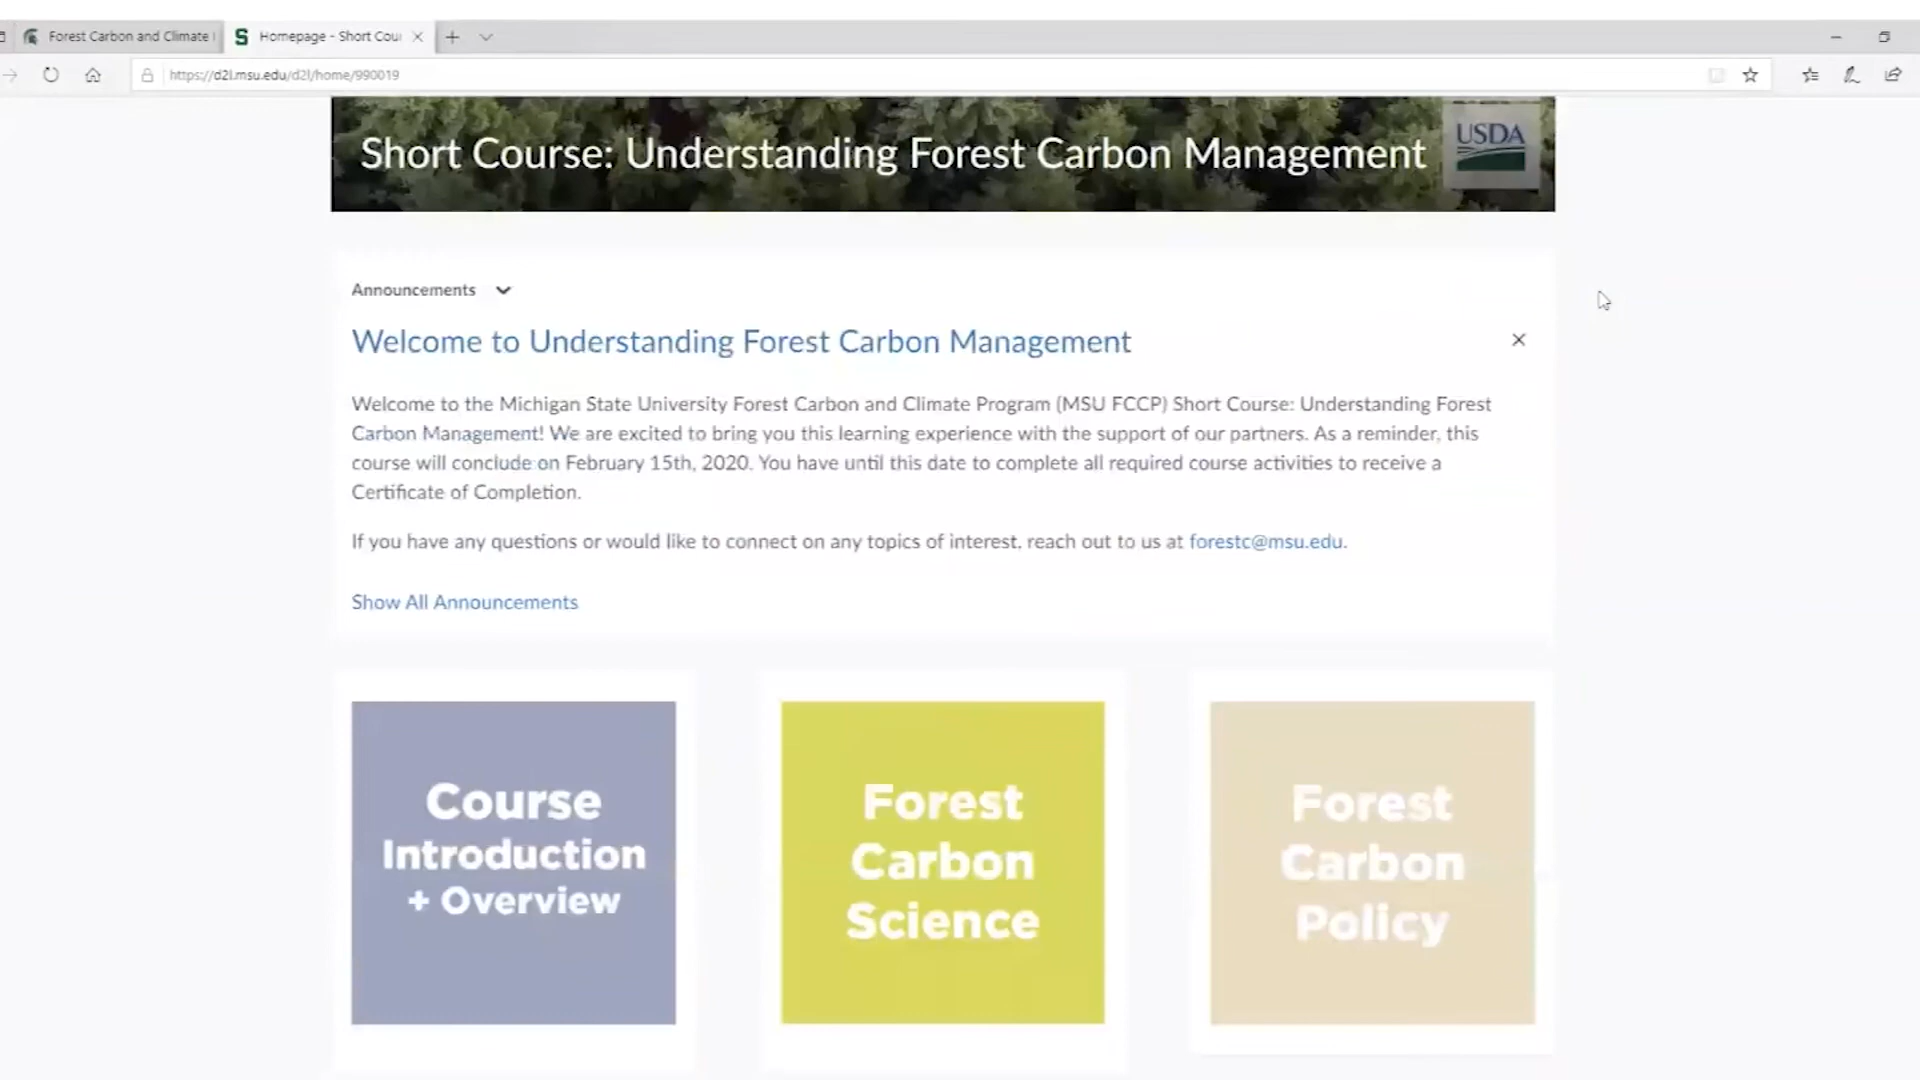 Forest Carbon and Climate
Homepage - Short Cou
https://d2l.msu.edu/d2l/home/990019
Short Course: Understanding Forest Carbon Management
USDA
Announcements
Welcome to Understanding Forest Carbon Management
Welcome to the Michigan State University Forest Carbon and Climate Program (MSU FCCP) Short Course: Understanding Forest
Carbon Management! We are excited to bring you this learning experience with the support of our partners. As a reminder, this
course will conclude on February 15th, 2020. You have until this date to complete all required course activities to receive a
Certificate of Completion.
If you have any questions or would like to connect on any topics of interest, reach out to us at forestc@msu.edu.
Show All Announcements
Course
Introduction
+ Overview
Forest
Carbon
Science
Forest
Carbon
Policy